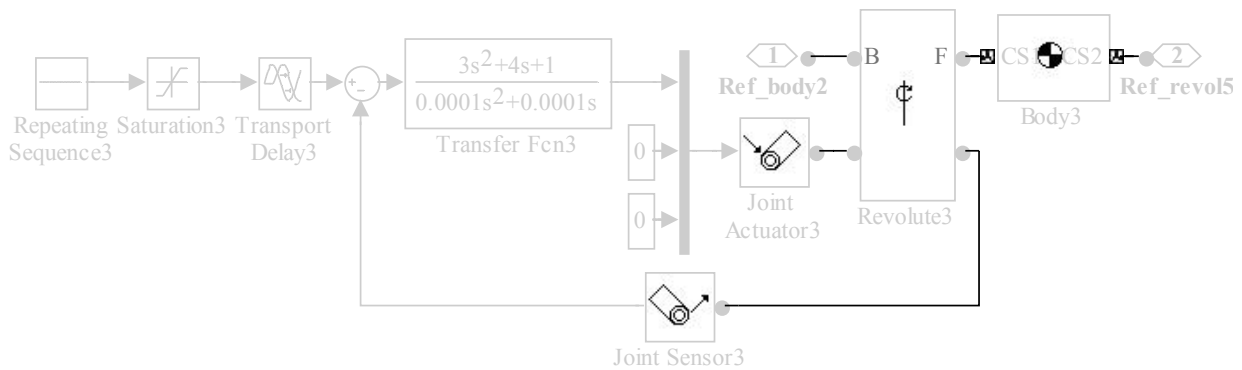 1
2
B
F
CS1
CS2
Ref_body2
Ref_revol5
Body3
+
-
3s²+4s+1
0.0001s²+0.0001s
Repeating
Sequence3
Saturation3
Transport
Delay3
Transfer Fcn3
0
0
Joint
Actuator3
Revolute3
Joint Sensor3